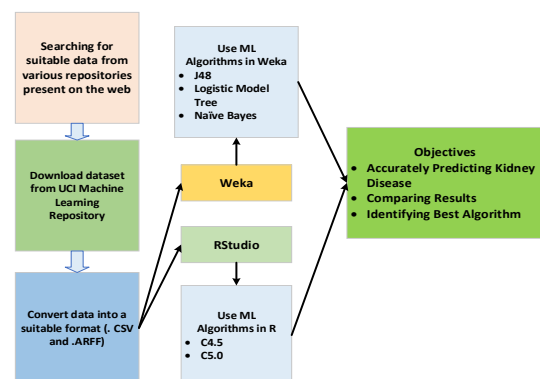 Searching for
suitable data from
various repositories
present on the web
Download dataset
from UCI Machine
Learning
Repository
Convert data into a
suitable format (. CSV
and .ARFF)
Use ML
Algorithms in Weka
• J48
• Logistic Model
Tree
• Naïve Bayes
Weka
RStudio
Use ML
Algorithms in R
• C4.5
• C5.0
Objectives
• Accurately Predicting Kidney
Disease
• Comparing Results
• Identifying Best Algorithm